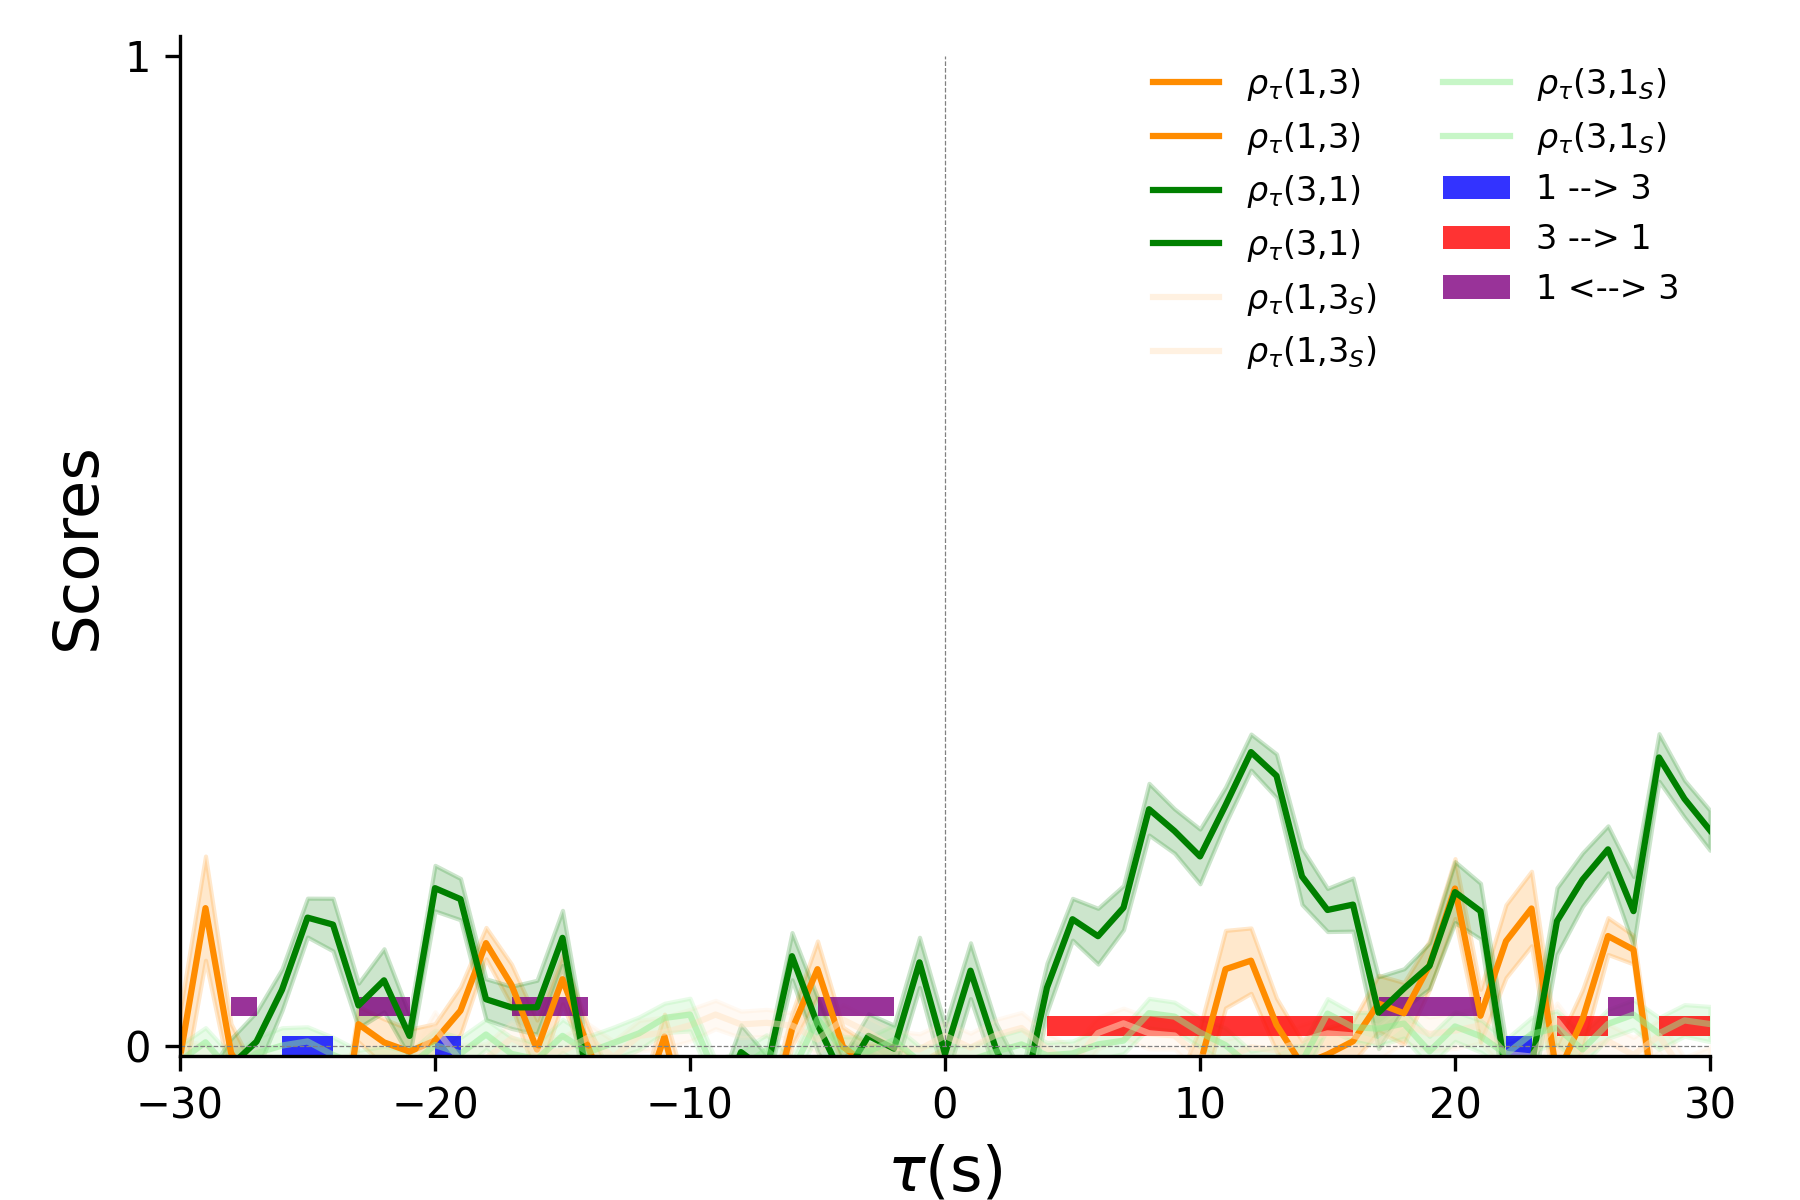 1
ρτ(1,3)
ρτ(1,3)
ρτ(3,1)
ρτ(3,1)
ρτ(1,3S)
ρτ(1,3S)
ρτ(3,1S)
ρτ(3,1S)
1 --> 3
3 --> 1
1 <--> 3
Scores
0
−30 −20 −10 0 10 20 30
τ(s)